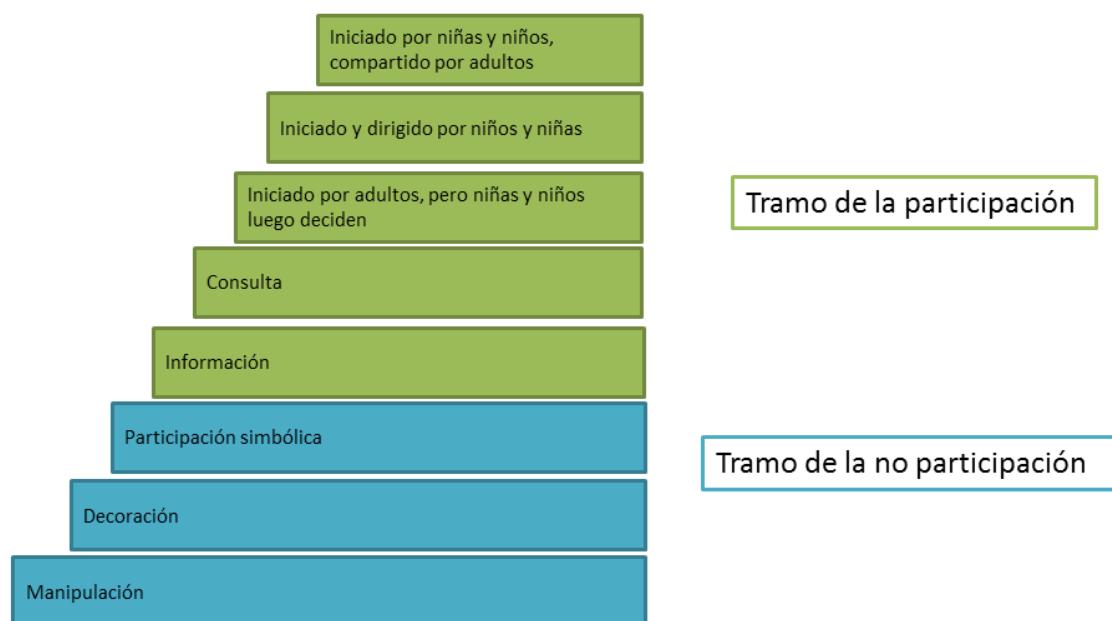 Iniciado por niñas y niños,
compartido por adultos
Iniciado y dirigido por niños y niñas
Iniciado por adultos, pero niñas y niños
luego deciden
Tramo de la participación
Consulta
Información
Participación simbólica
Tramo de la no participación
Decoración
Manipulación